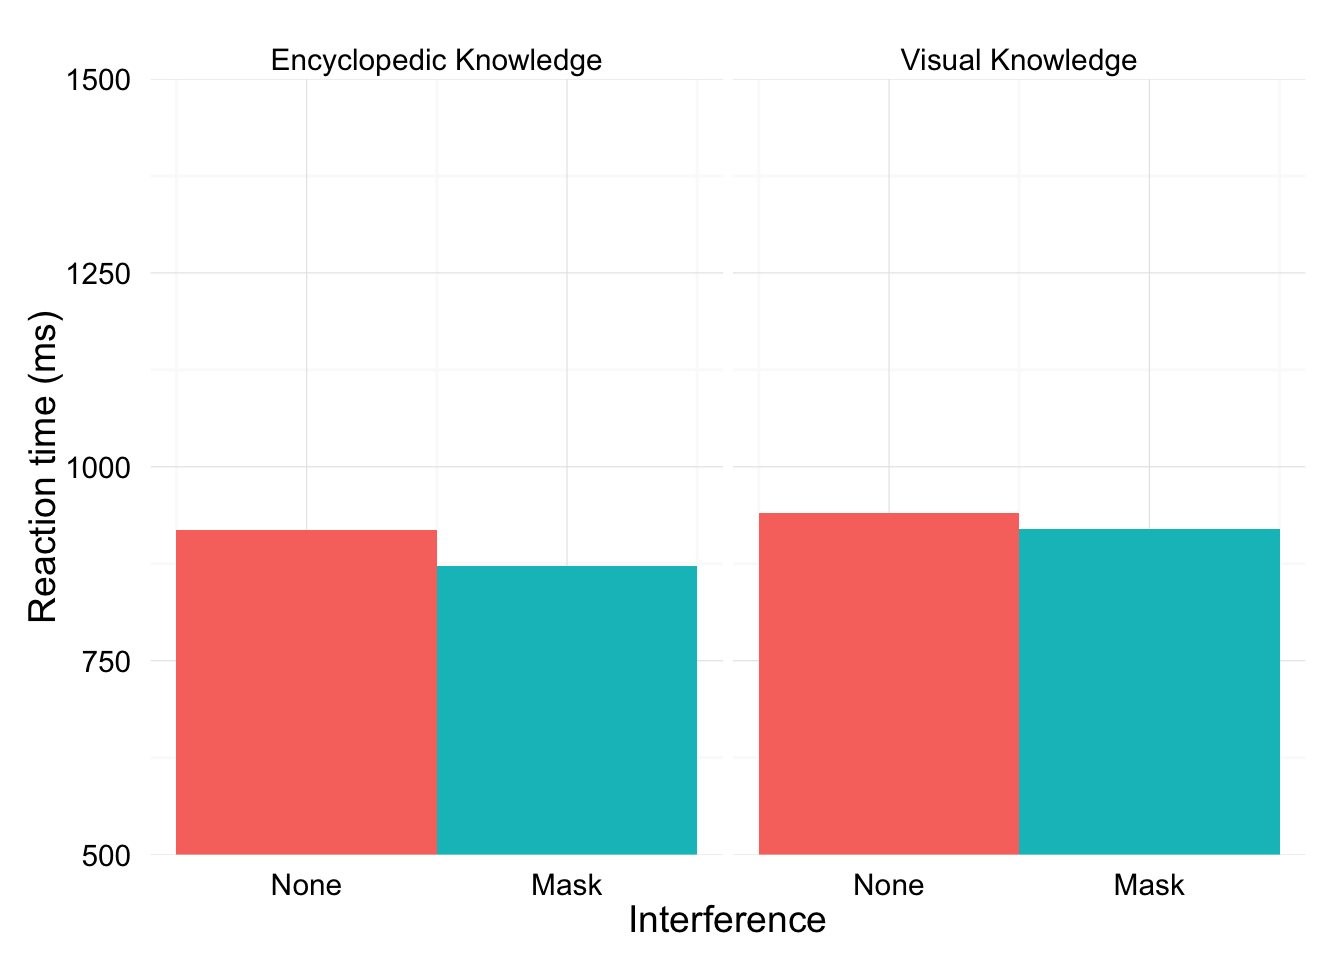 Encyclopedic Knowledge
Visual Knowledge
1500
1250
1000
750
500
Reaction time (ms)
None
Mask
None
Mask
Interference